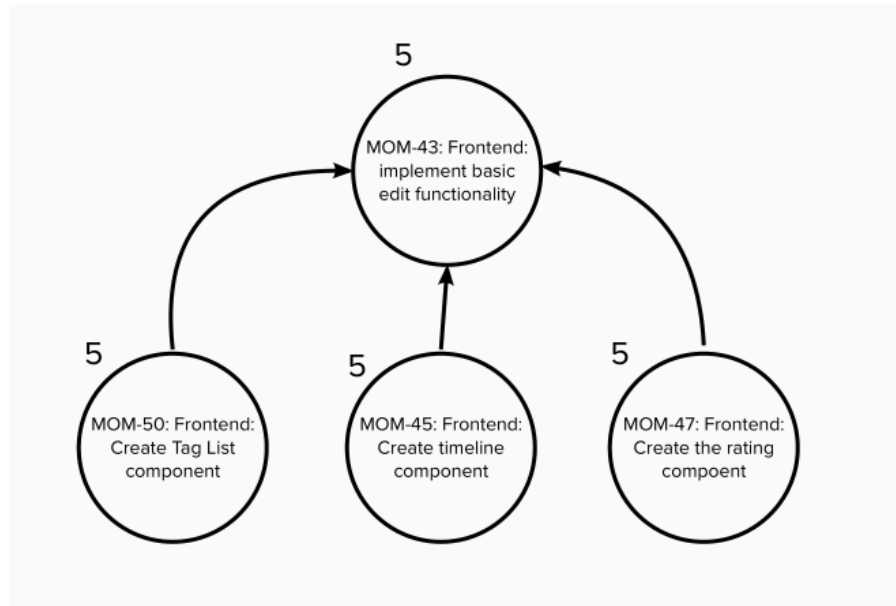 5
MOM-43: Frontend:
implement basic
edit functionality
5
MOM-50: Frontend:
Create Tag List
component
5
MOM-45: Frontend:
Create timeline
component
5
MOM-47: Frontend:
Create the rating
compoent